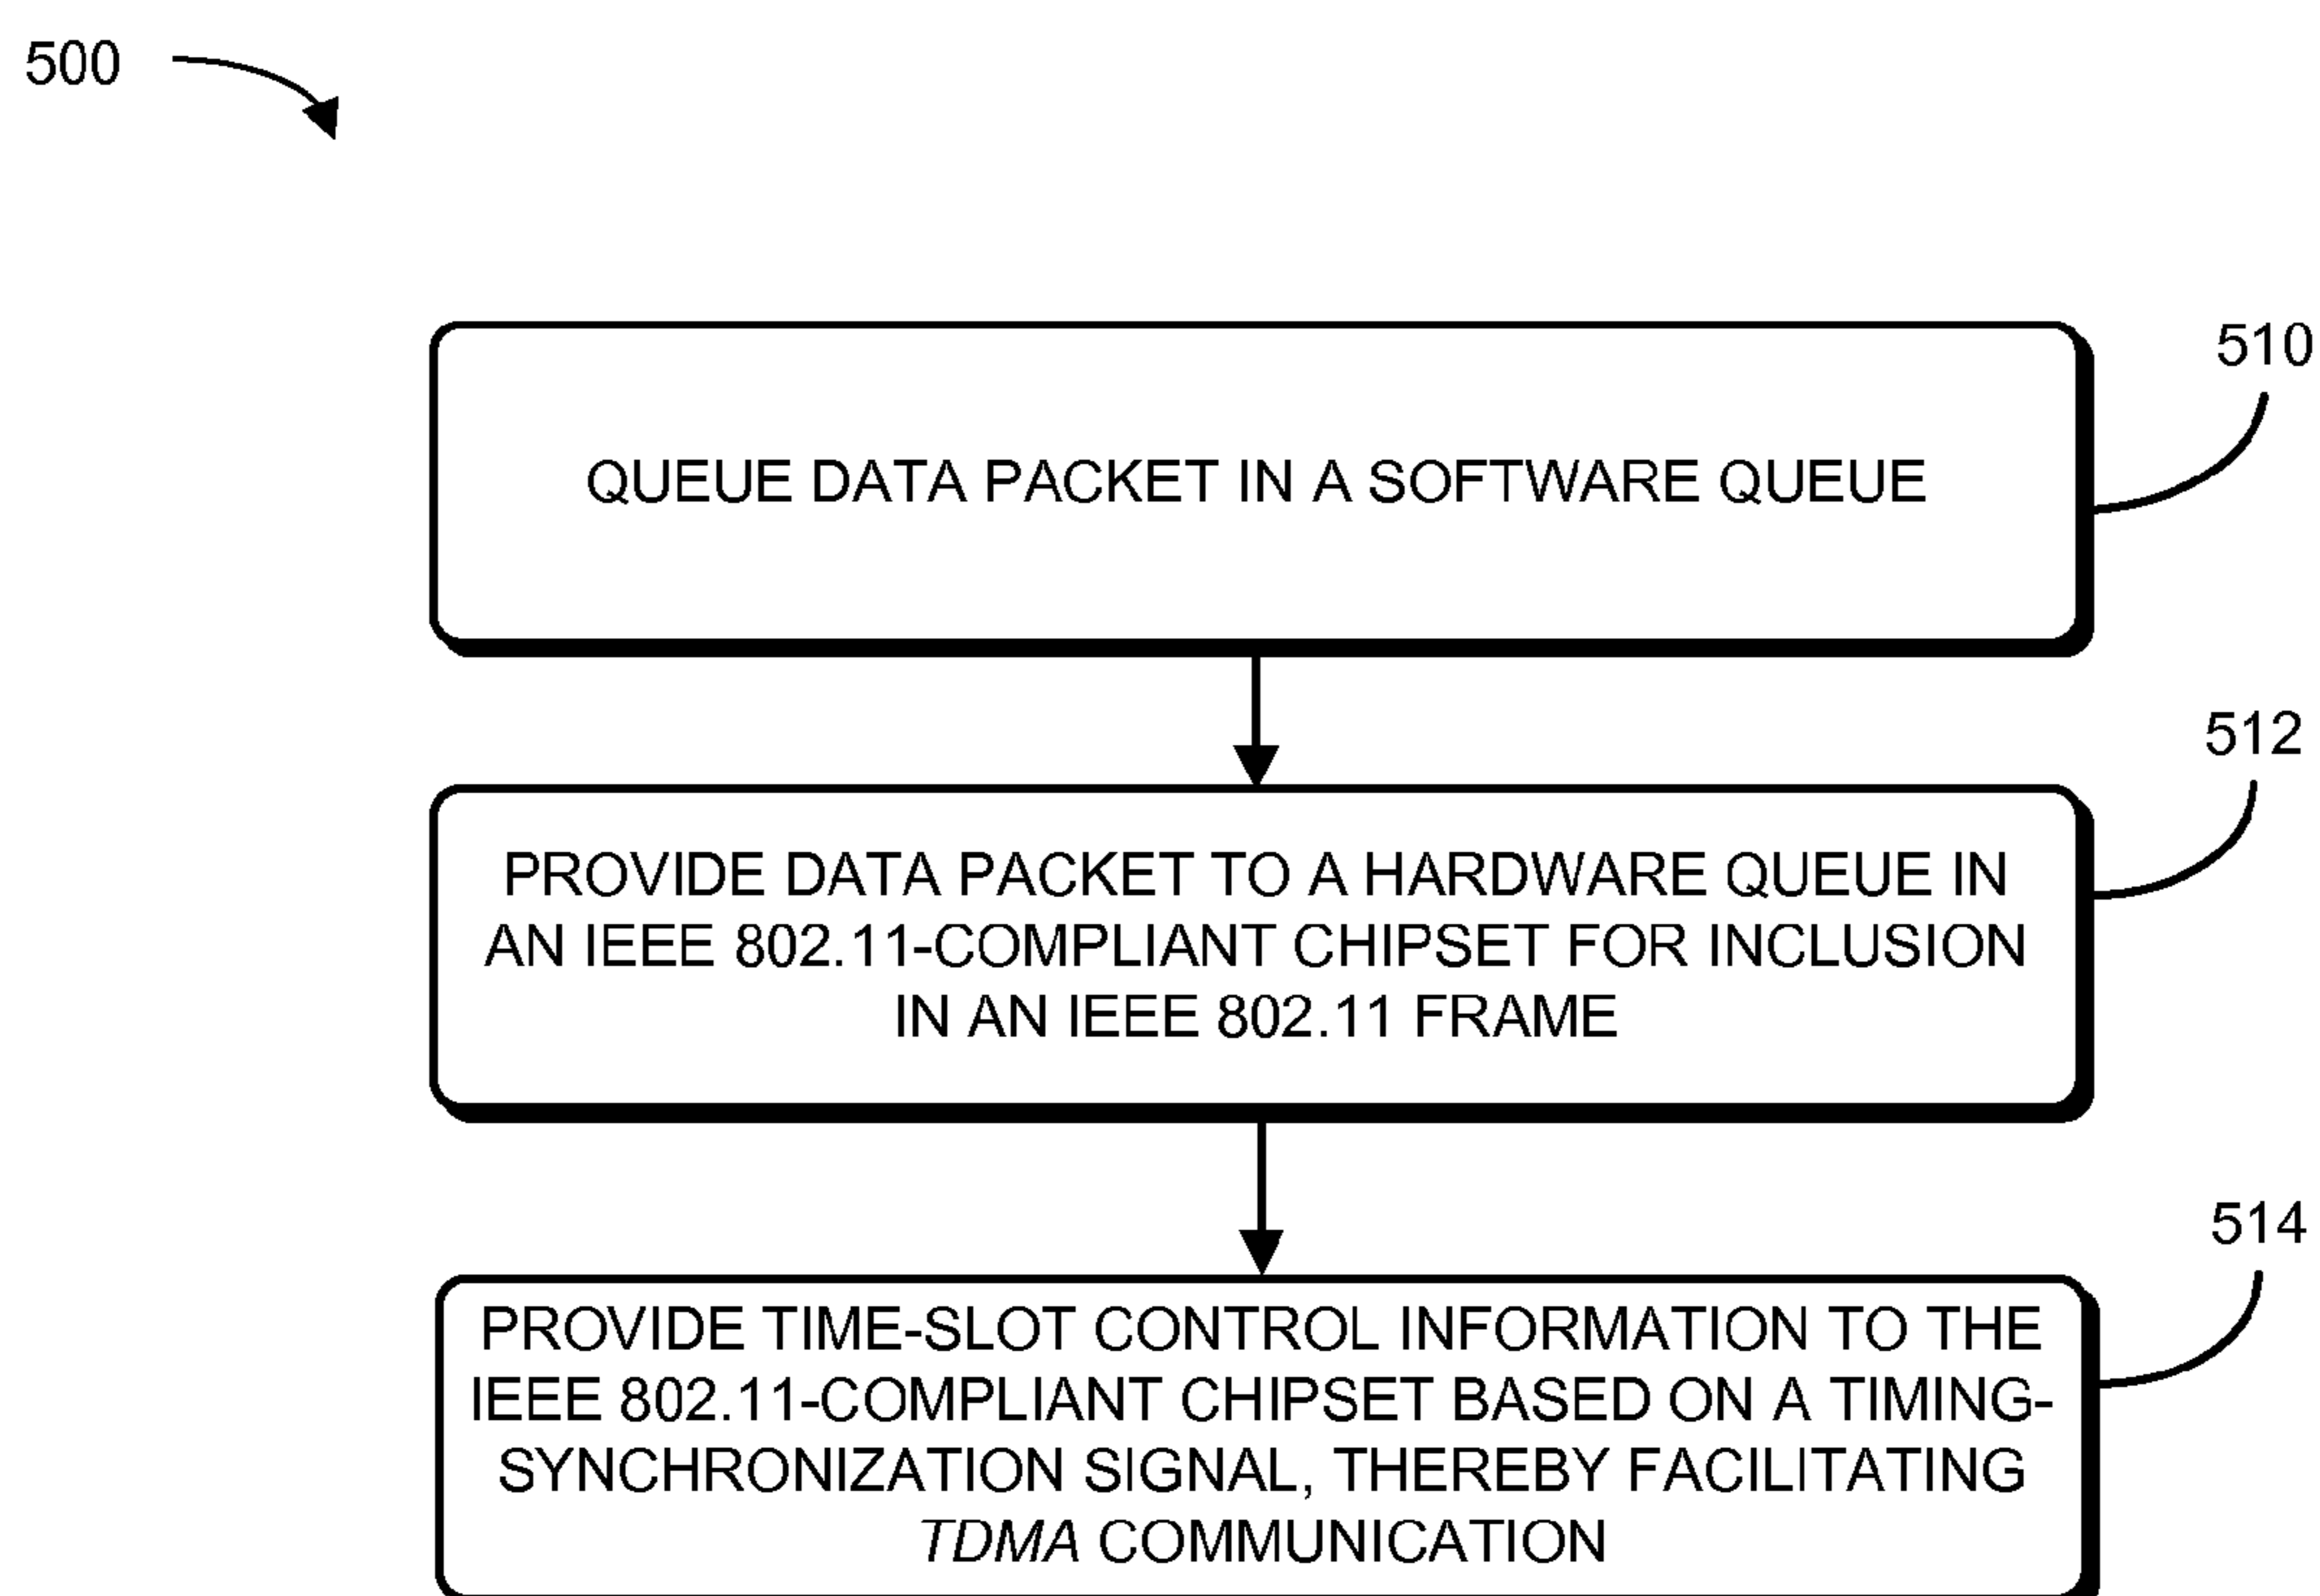 500
510
QUEUE DATA PACKET IN A SOFTWARE QUEUE
512
PROVIDE DATA PACKET TO A HARDWARE QUEUE IN
AN IEEE 802.11-COMPLIANT CHIPSET FOR INCLUSION
IN AN IEEE 802.11 FRAME
514
PROVIDE TIME-SLOT CONTROL INFORMATION TO THE
IEEE 802.11-COMPLIANT CHIPSET BASED ON A TIMING-
SYNCHRONIZATION SIGNAL, THEREBY FACILITATING
TDMA COMMUNICATION